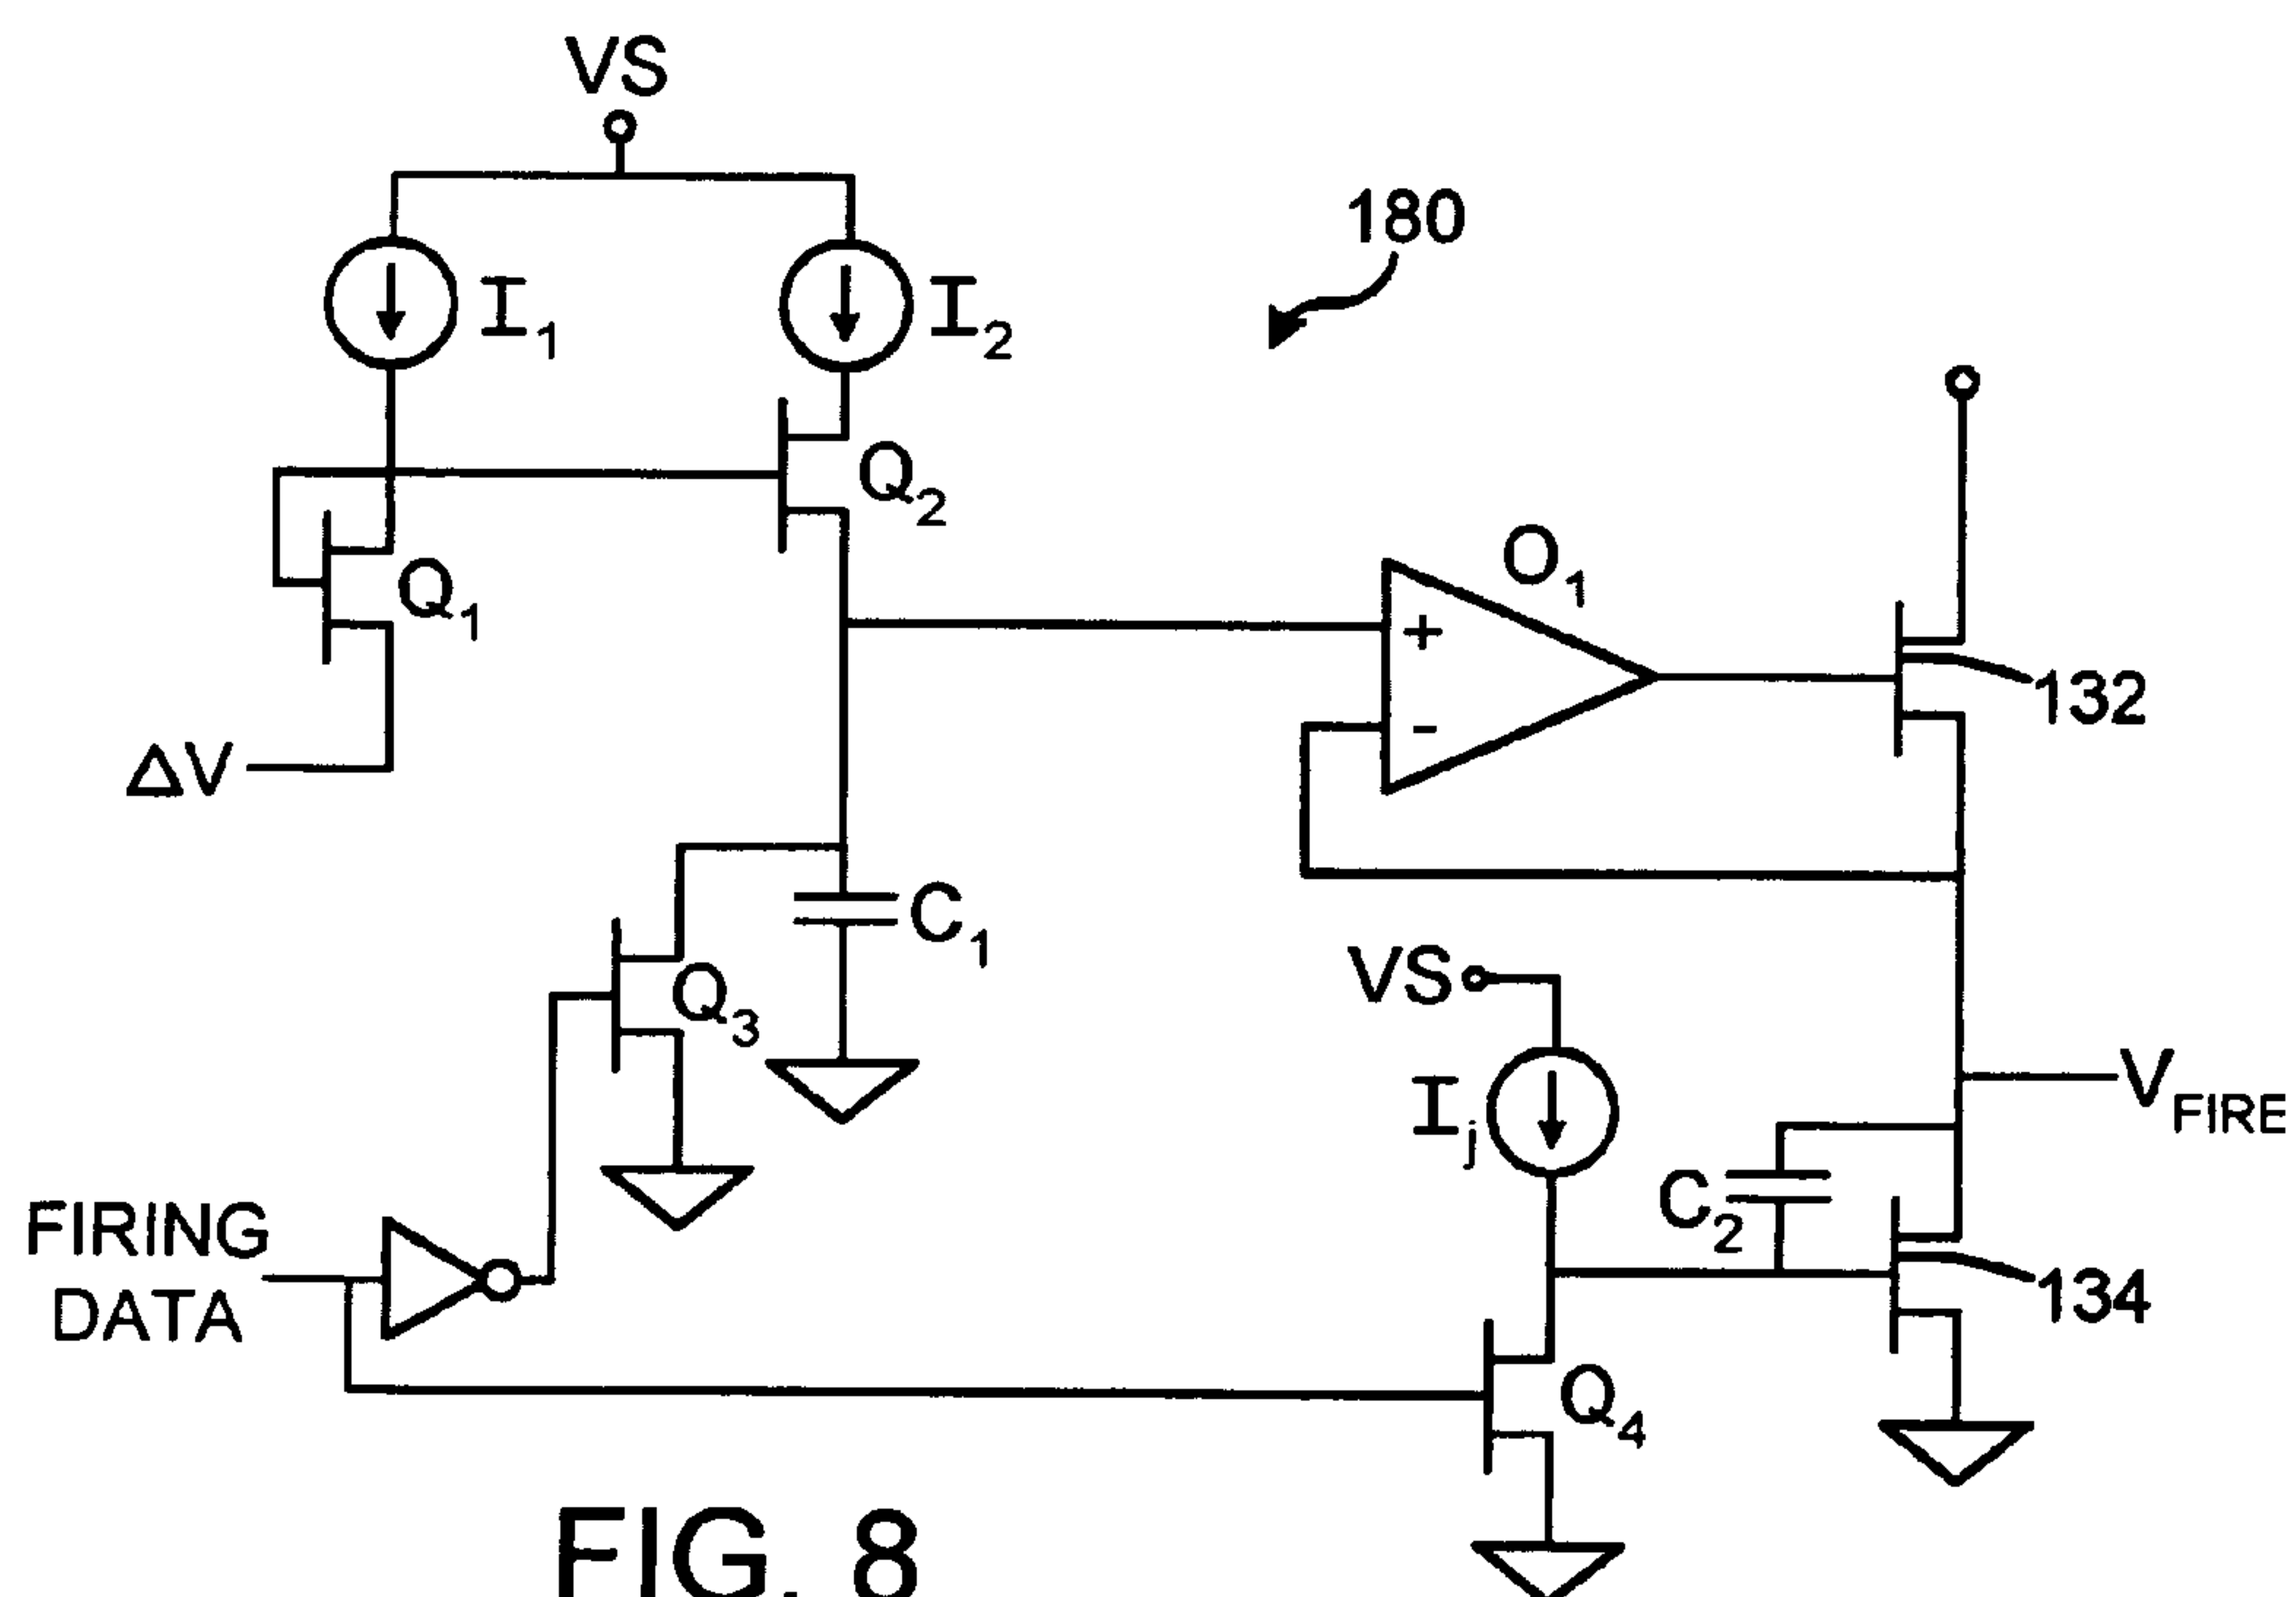 VS
180
I1
I2
Q2
O1
Q1
132
ΔV
+
-
C1
VS
Q3
Ij
VFIRE
C2
FIRING
DATA
134
Q4
FIG. 8